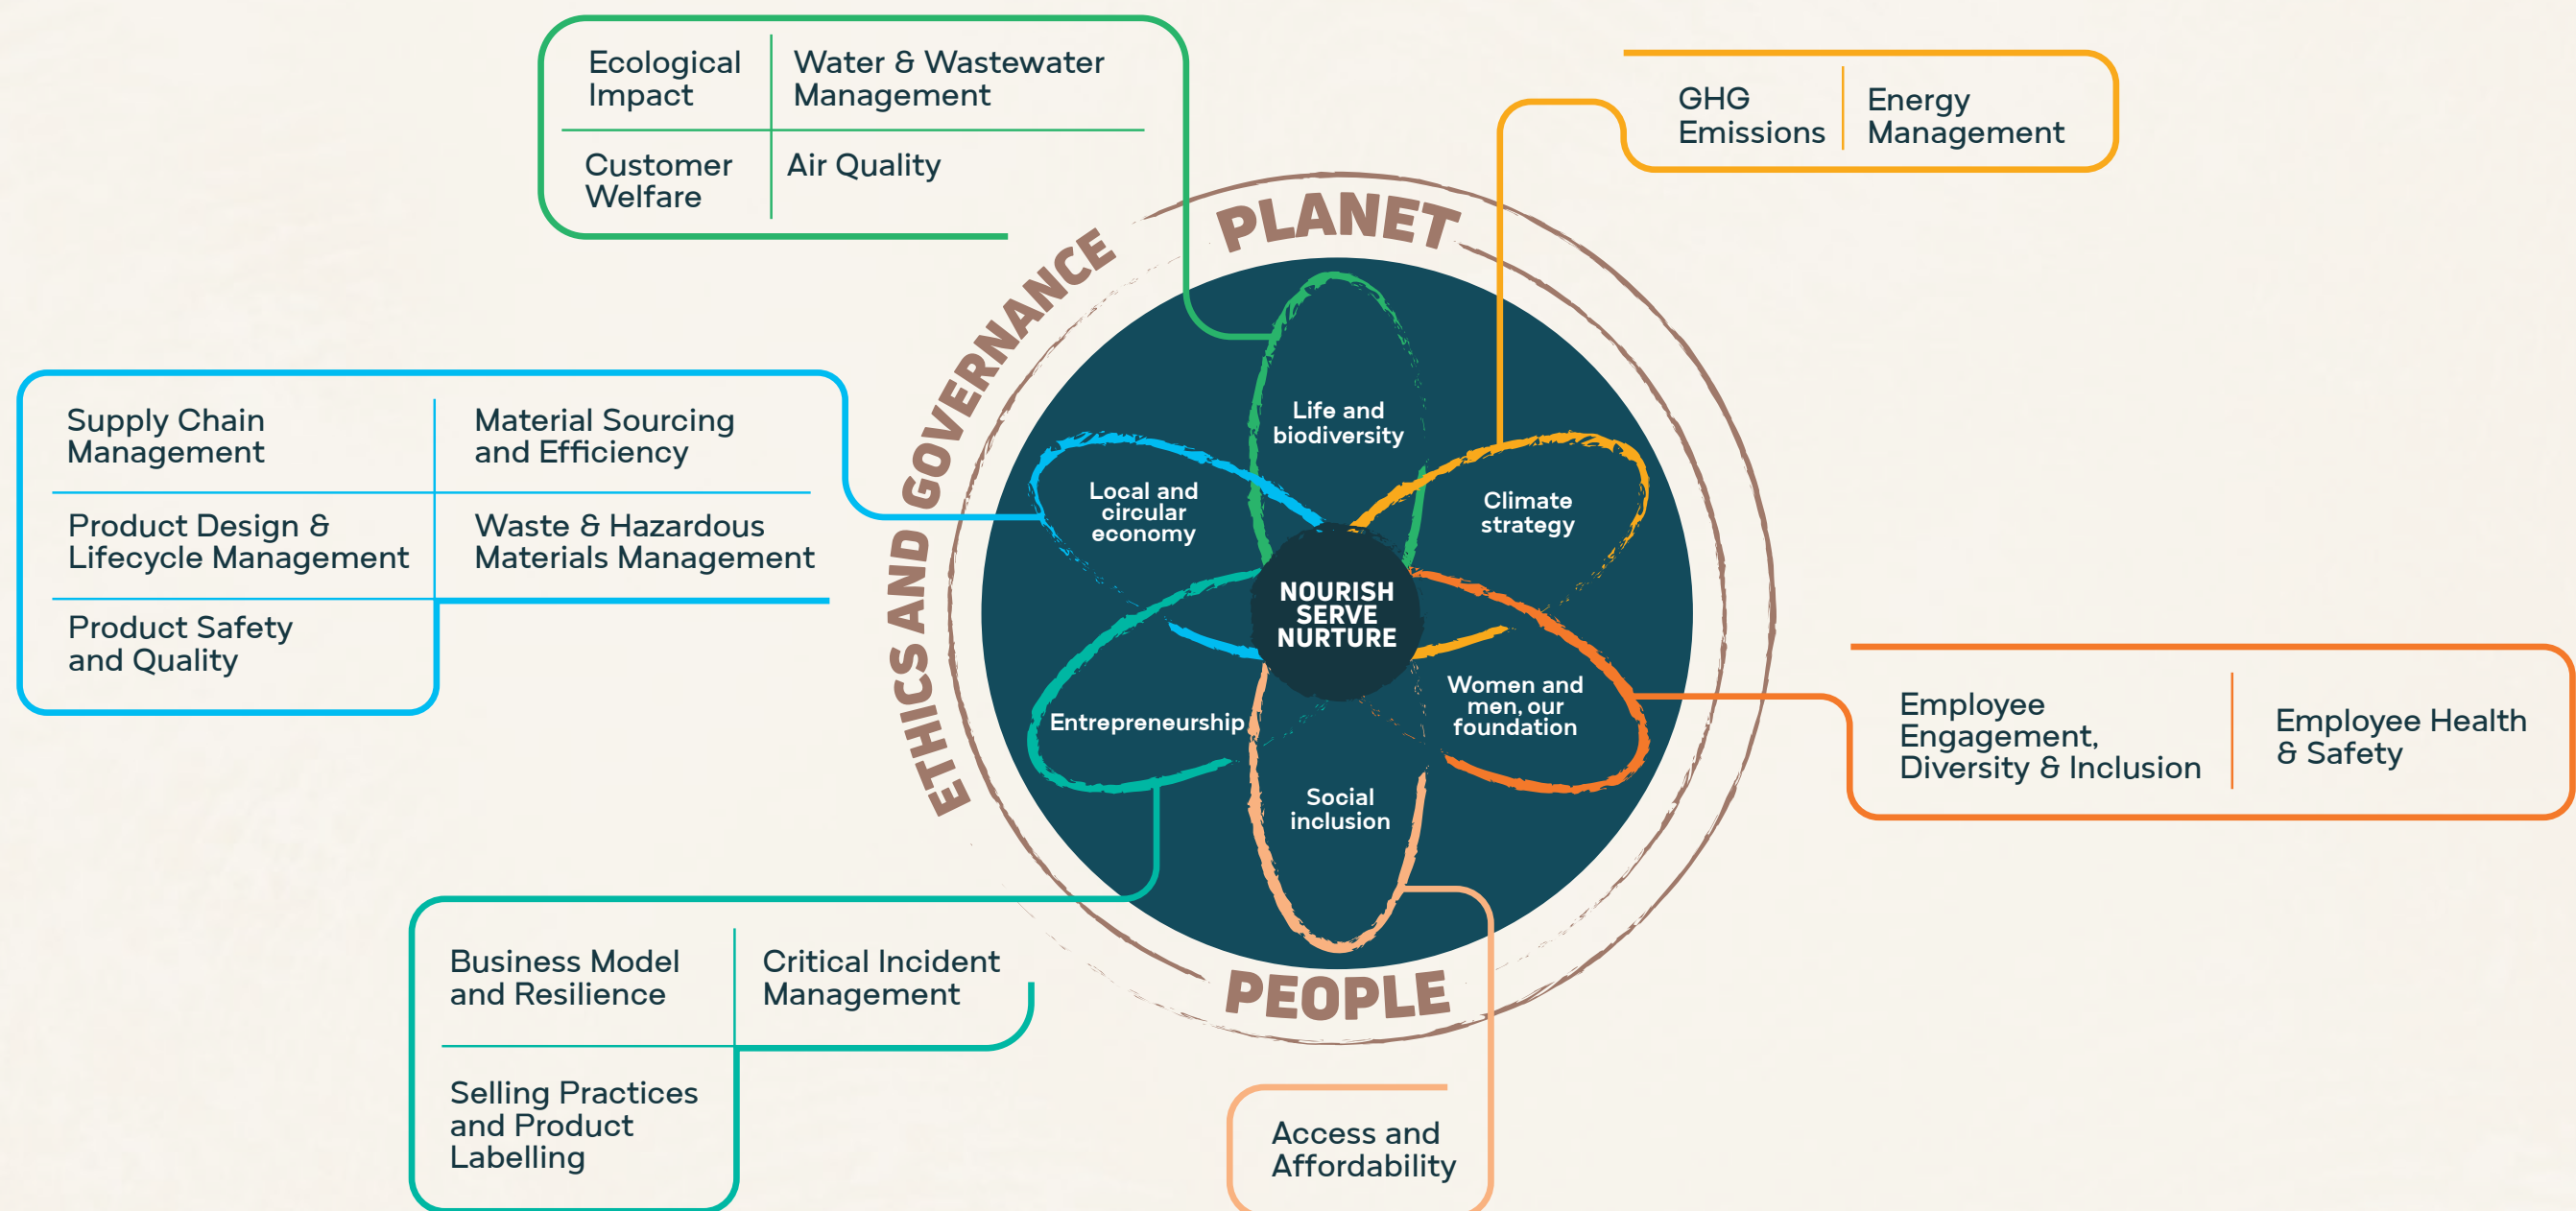 Ecological
Impact
Water & Wastewater
Management
Customer
Welfare
Air Quality
GHG
Emissions
Energy
Management
PLANET
ETHICS AND GOVERNANCE
Supply Chain
Management
Material Sourcing
and Efficiency
Product Design &
Lifecycle Management
Waste & Hazardous
Materials Management
Product Safety
and Quality
Life and
biodiversity
Local and
circular
economy
Climate
strategy
NOURISH
SERVE
NURTURE
Entrepreneurship
Women and
men, our
foundation
Social
inclusion
Employee
Engagement,
Diversity & Inclusion
Employee Health
& Safety
PEOPLE
Business Model
and Resilience
Critical Incident
Management
Selling Practices
and Product
Labelling
Access and
Affordability